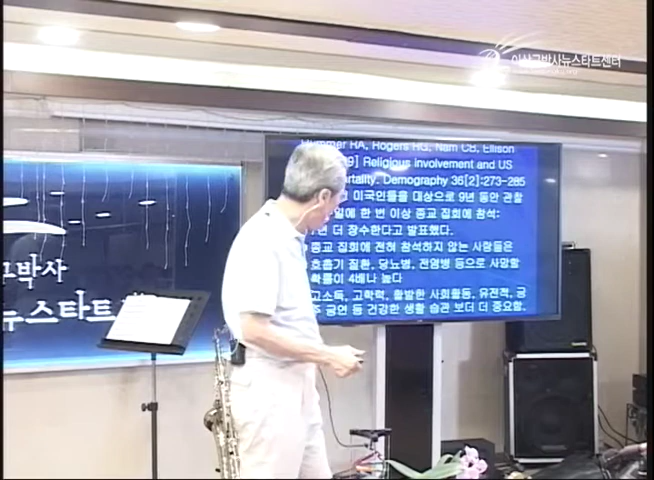 이상구박사뉴스타트센터
Hummer RA, Rogers RG, Nam CB, Ellison
9] Religious involvement and US
rtality. Demography 36[2]:273-285
미국인들을 대상으로 9년 동안 관찰
일에 한 번 이상 종교 집회에 참석:
년 더 장수한다고 발표했다.
종교 집회에 전혀 참석하지 않는 사람들은
호흡기 질환, 당뇨병, 전염병 등으로 사망할
확률이 4배나 높다
고소득, 고학력, 활발한 사회활동, 유전적, 금
금연 등 건강한 생활 습관 보더 더 중요함.
구박사
뉴스타트